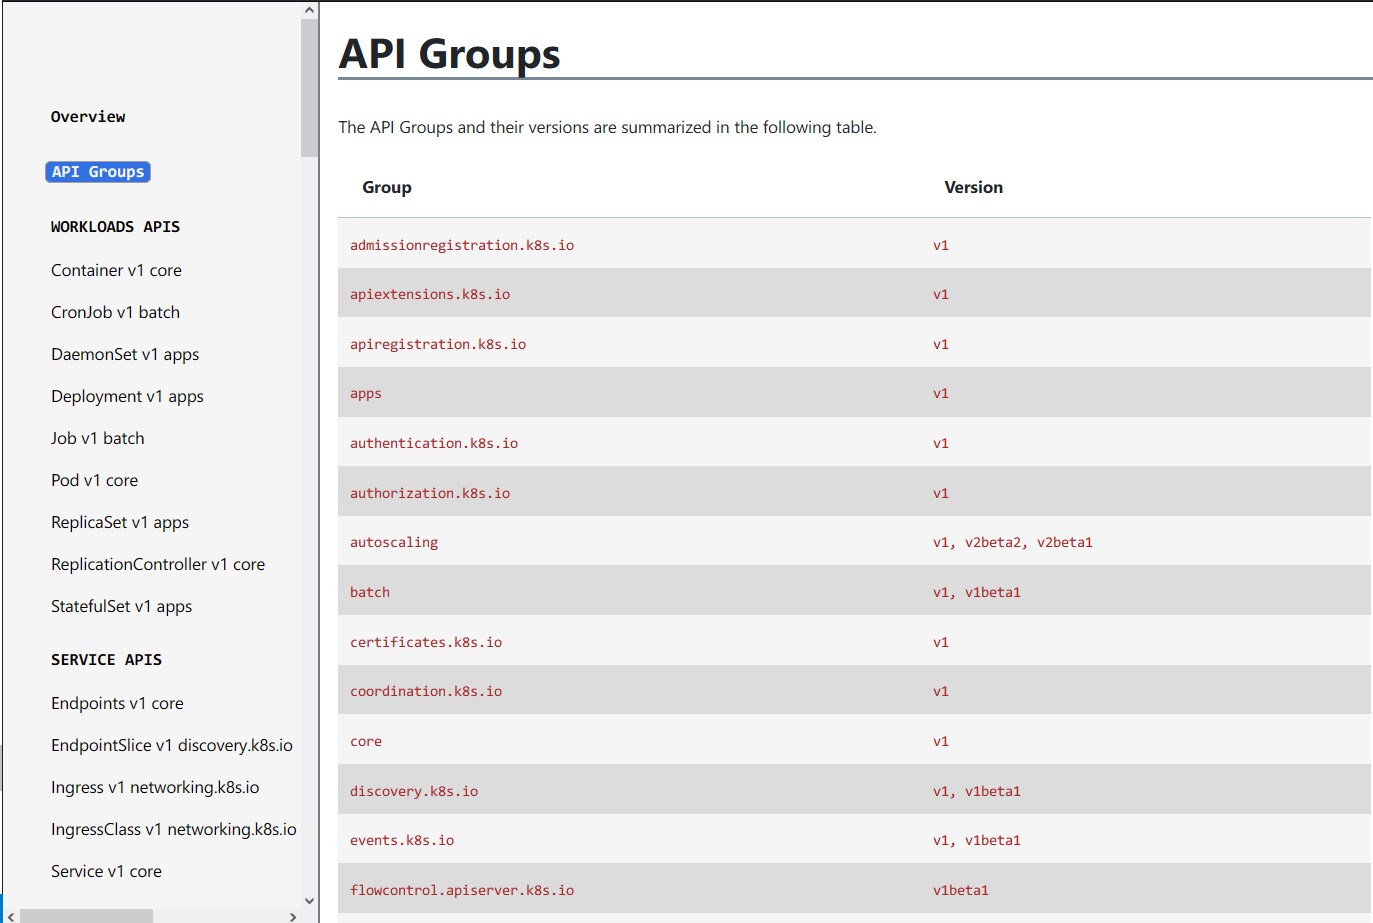 Overview
API Groups
WORKLOADS APIS
Container v1 core
CronJob v1 batch
DaemonSet v1 apps
Deployment v1 apps
Job v1 batch
Pod v1 core
ReplicaSet v1 apps
ReplicationController v1 core
StatefulSet v1 apps
SERVICE APIS
Endpoints v1 core
EndpointSlice v1 discovery.k8s.io
Ingress v1 networking.k8s.io
IngressClass v1 networking.k8s.io
Service v1 core
API Groups
The API Groups and their versions are summarized in the following table.
Group Version
admissionregistration.k8s.io v1
apiextensions.k8s.io v1
apiregistration.k8s.io v1
apps v1
authentication.k8s.io v1
authorization.k8s.io v1
autoscaling v1, v2beta2, v2beta1
batch v1, v1beta1
certificates.k8s.io v1
coordination.k8s.io v1
core v1
discovery.k8s.io v1, v1beta1
events.k8s.io v1, v1beta1
flowcontrol.apiserver.k8s.io v1beta1